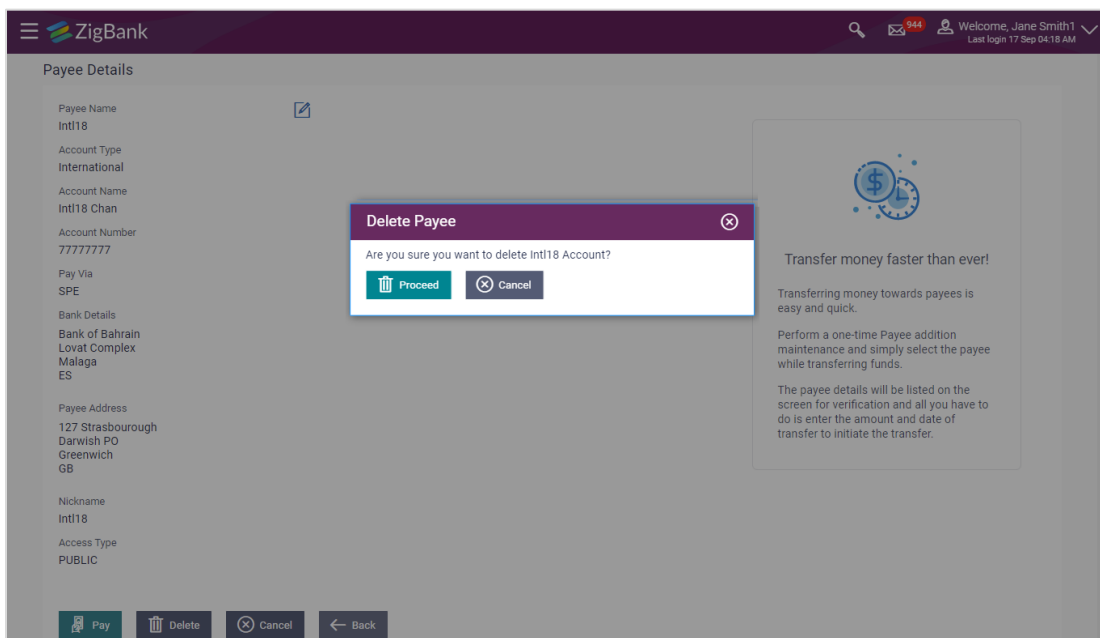 ZigBank
944
Welcome, Jane Smith1
Last login 17 Sep 04:18 AM
Payee Details
Payee Name
Intl18
Account Type
International
Account Name
Intl18 Chan
Account Number
77777777
Pay Via
SPE
Bank Details
Bank of Bahrain
Lovat Complex
Malaga
ES
Payee Address
127 Strasbourough
Darwish PO
Greenwich
GB
Nickname
Intl18
Access Type
PUBLIC
Pay
Delete
Cancel
Back
Delete Payee
Are you sure you want to delete Intl18 Account?
Proceed
Cancel
Transfer money faster than ever!
Transferring money towards payees is
easy and quick.
Perform a one-time Payee addition
maintenance and simply select the payee
while transferring funds.
The payee details will be listed on the
screen for verification and all you have to
do is enter the amount and date of
transfer to initiate the transfer.